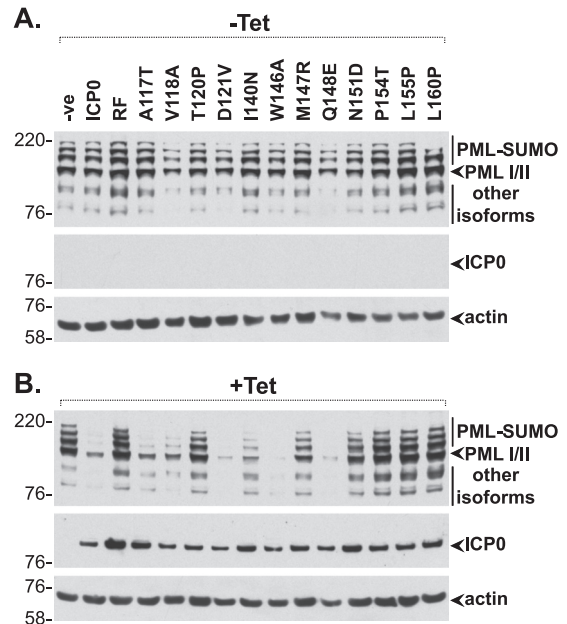 A.
-Tet
-ve ICP0 RF A117T V118A T120P D121V I140N W146A M147R Q148E N151D P154T L155P L160P
220-
PML-SUMO
PML I/II
other
isoforms
76-
ICP0
76-
76-
actin
58-
B.
+Tet
220-
PML-SUMO
PML I/II
other
isoforms
76-
ICP0
76-
76-
actin
58-